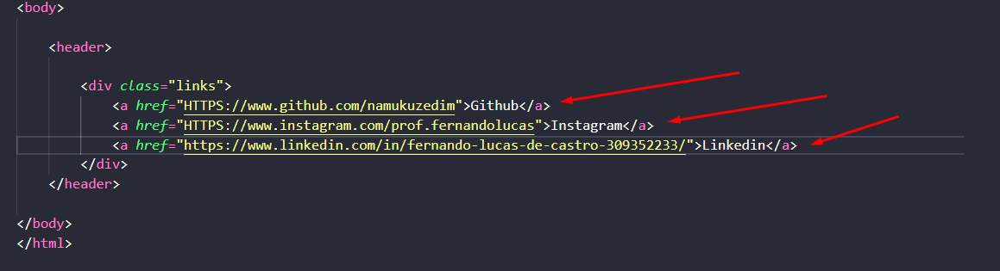 <body>
<header>
<div class="links">
<a href="HTTPS://www.github.com/namukuzedim">Github</a>
<a href="HTTPS://www.instagram.com/prof.fernandolucas">Instagram</a>
<a href="https://www.linkedin.com/in/fernando-lucas-de-castro-309352233/">Linkedin</a>
</div>
</header>
</body>
</html>